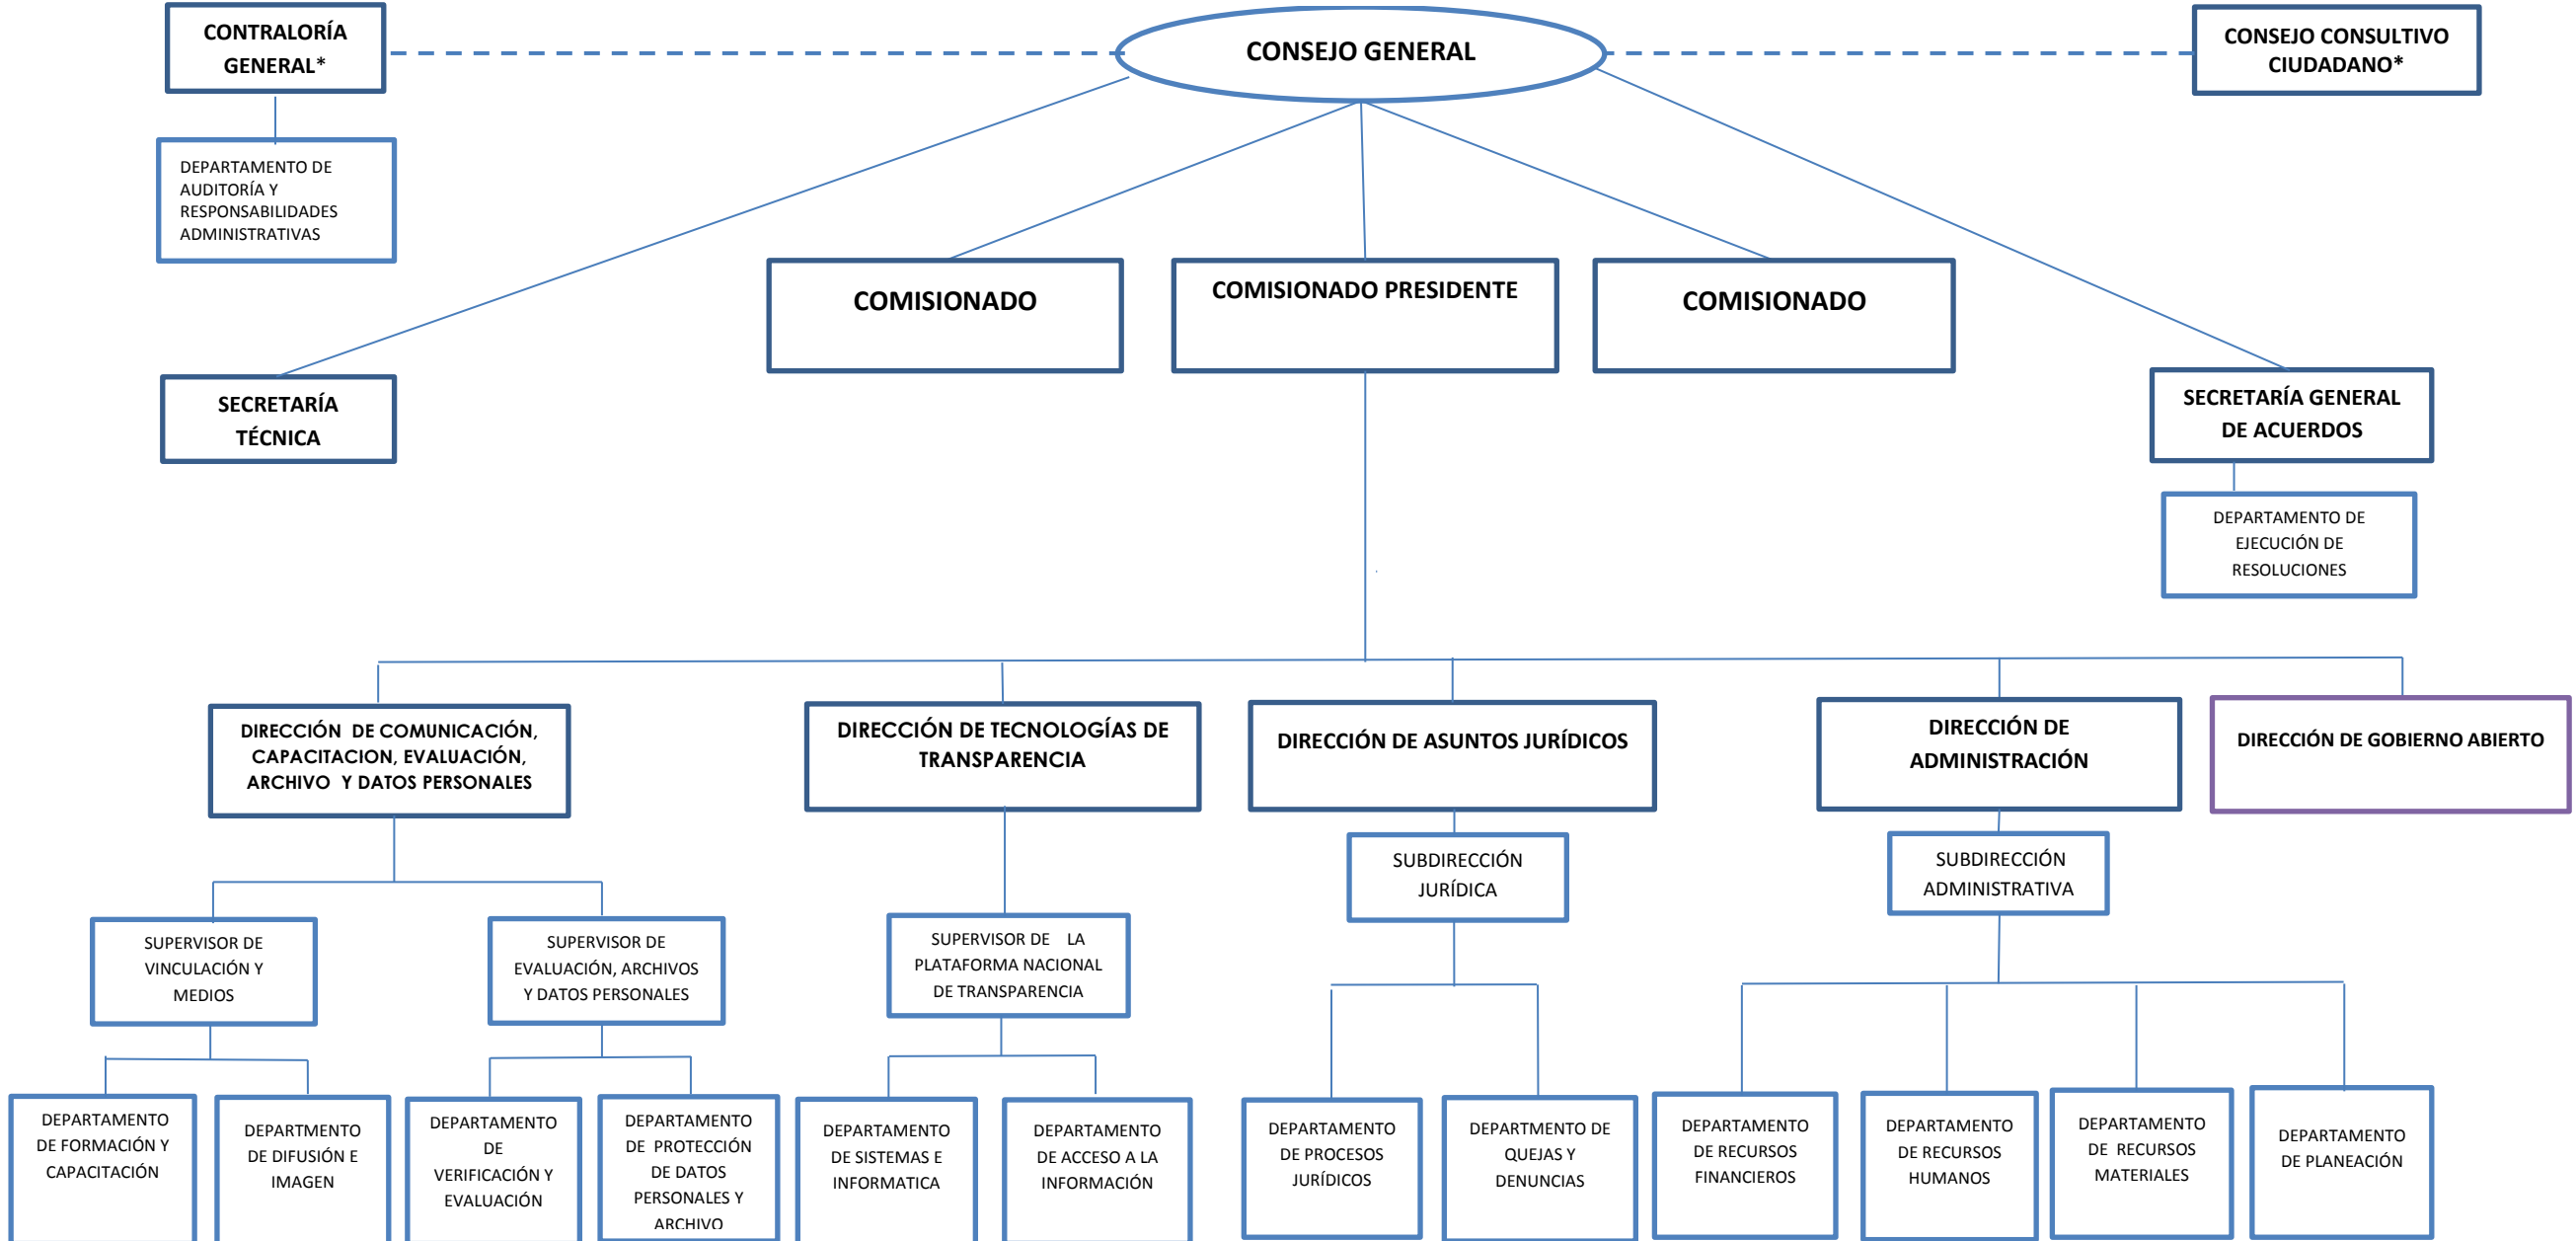 CONTRALORÍA
GENERAL*
CONSEJO GENERAL
CONSEJO CONSULTIVO
CIUDADANO*
DEPARTAMENTO DE
AUDITORÍA Y
RESPONSABILIDADES
ADMINISTRATIVAS
COMISIONADO
COMISIONADO PRESIDENTE
COMISIONADO
SECRETARÍA
TÉCNICA
SECRETARÍA GENERAL
DE ACUERDOS
DEPARTAMENTO DE
EJECUCIÓN DE
RESOLUCIONES
DIRECCIÓN DE COMUNICACIÓN,
CAPACITACION, EVALUACIÓN,
ARCHIVO Y DATOS PERSONALES
DIRECCIÓN DE TECNOLOGÍAS DE
TRANSPARENCIA
DIRECCIÓN DE ASUNTOS JURÍDICOS
DIRECCIÓN DE
ADMINISTRACIÓN
DIRECCIÓN DE GOBIERNO ABIERTO
SUBDIRECCIÓN
JURÍDICA
SUBDIRECCIÓN
ADMINISTRATIVA
SUPERVISOR DE
VINCULACIÓN Y
MEDIOS
SUPERVISOR DE
EVALUACIÓN, ARCHIVOS
Y DATOS PERSONALES
SUPERVISOR DE LA
PLATAFORMA NACIONAL
DE TRANSPARENCIA
DEPARTAMENTO
DE FORMACIÓN Y
CAPACITACIÓN
DEPARTMENTO
DE DIFUSIÓN E
IMAGEN
DEPARTAMENTO
DE
VERIFICACIÓN Y
EVALUACIÓN
DEPARTAMENTO
DE PROTECCIÓN
DE DATOS
PERSONALES Y
ARCHIVO
DEPARTAMENTO
DE SISTEMAS E
INFORMATICA
DEPARTAMENTO
DE ACCESO A LA
INFORMACIÓN
DEPARTAMENTO
DE PROCESOS
JURÍDICOS
DEPARTMENTO DE
QUEJAS Y
DENUNCIAS
DEPARTAMENTO
DE RECURSOS
FINANCIEROS
DEPARTAMENTO
DE RECURSOS
HUMANOS
DEPARTAMENTO
DE RECURSOS
MATERIALES
DEPARTAMENTO
DE PLANEACIÓN